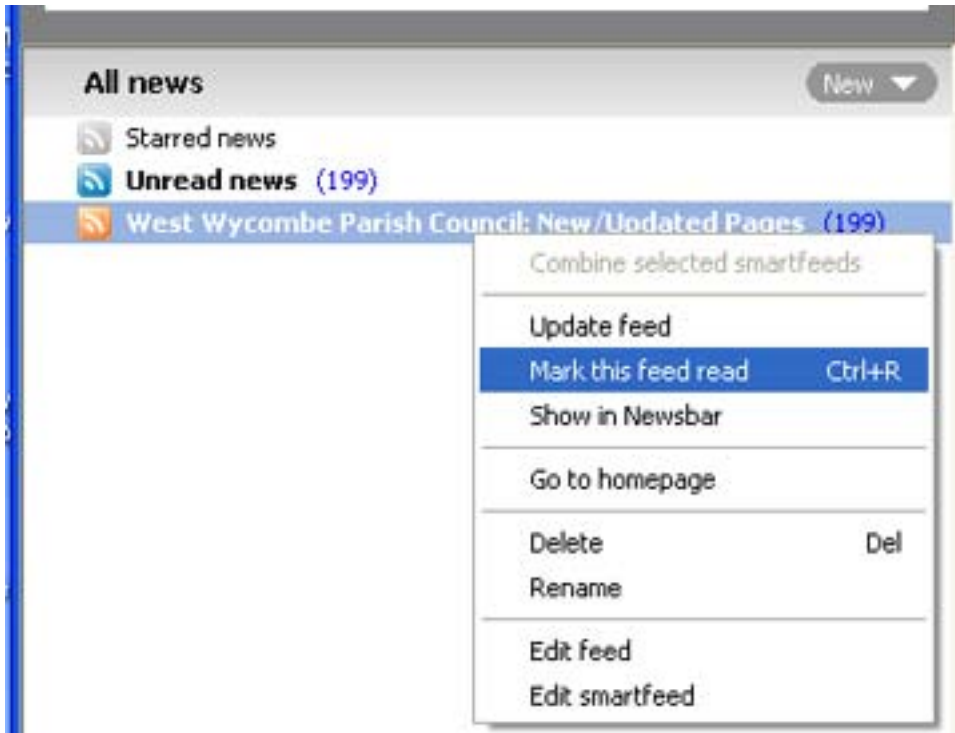 All news
New
Starred news
Unread news (199)
West Wycombe Parish Council: New/Updated Pages (199)
Combine selected smartfeeds
Update feed
Mark this feed read Ctrl+R
Show in Newsbar
Go to homepage
Delete Del
Rename
Edit feed
Edit smartfeed